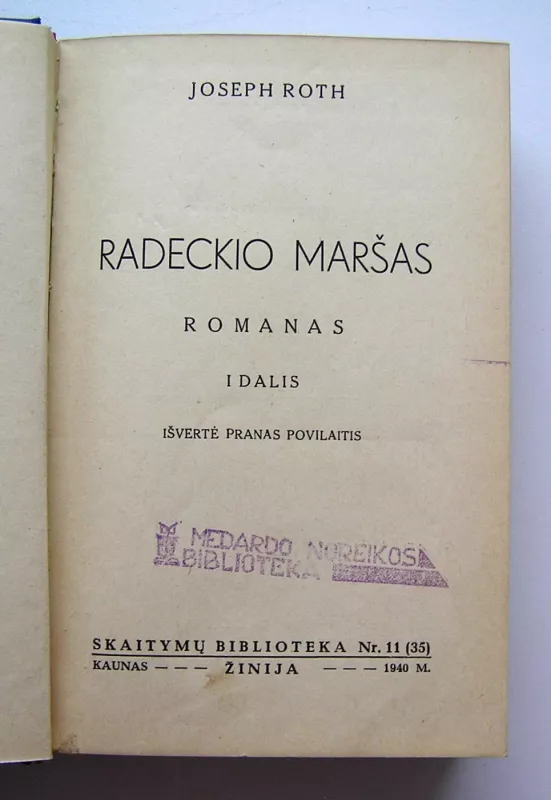 JOSEPH ROTH
RADECKIO MARŠAS
ROMANAS
I DALIS
IŠVERTĖ PRANAS POVILAITIS
MEDARDO NOREIKOS
BIBLIOTEKA
SKAITYMŲ BIBLIOTEKA Nr. 11 (35)
KAUNAS — — — ŽINIJA — — — 1940 M.